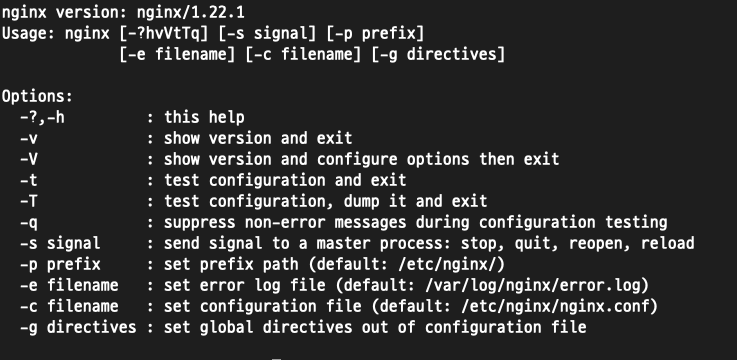 nginx version: nginx/1.22.1
Usage: nginx [-?hvVtTq] [-s signal] [-p prefix]
             [-e filename] [-c filename] [-g directives]

Options:
  -?,-h         : this help
  -v            : show version and exit
  -V            : show version and configure options then exit
  -t            : test configuration and exit
  -T            : test configuration, dump it and exit
  -q            : suppress non-error messages during configuration testing
  -s signal     : send signal to a master process: stop, quit, reopen, reload
  -p prefix     : set prefix path (default: /etc/nginx/)
  -e filename   : set error log file (default: /var/log/nginx/error.log)
  -c filename   : set configuration file (default: /etc/nginx/nginx.conf)
  -g directives : set global directives out of configuration file